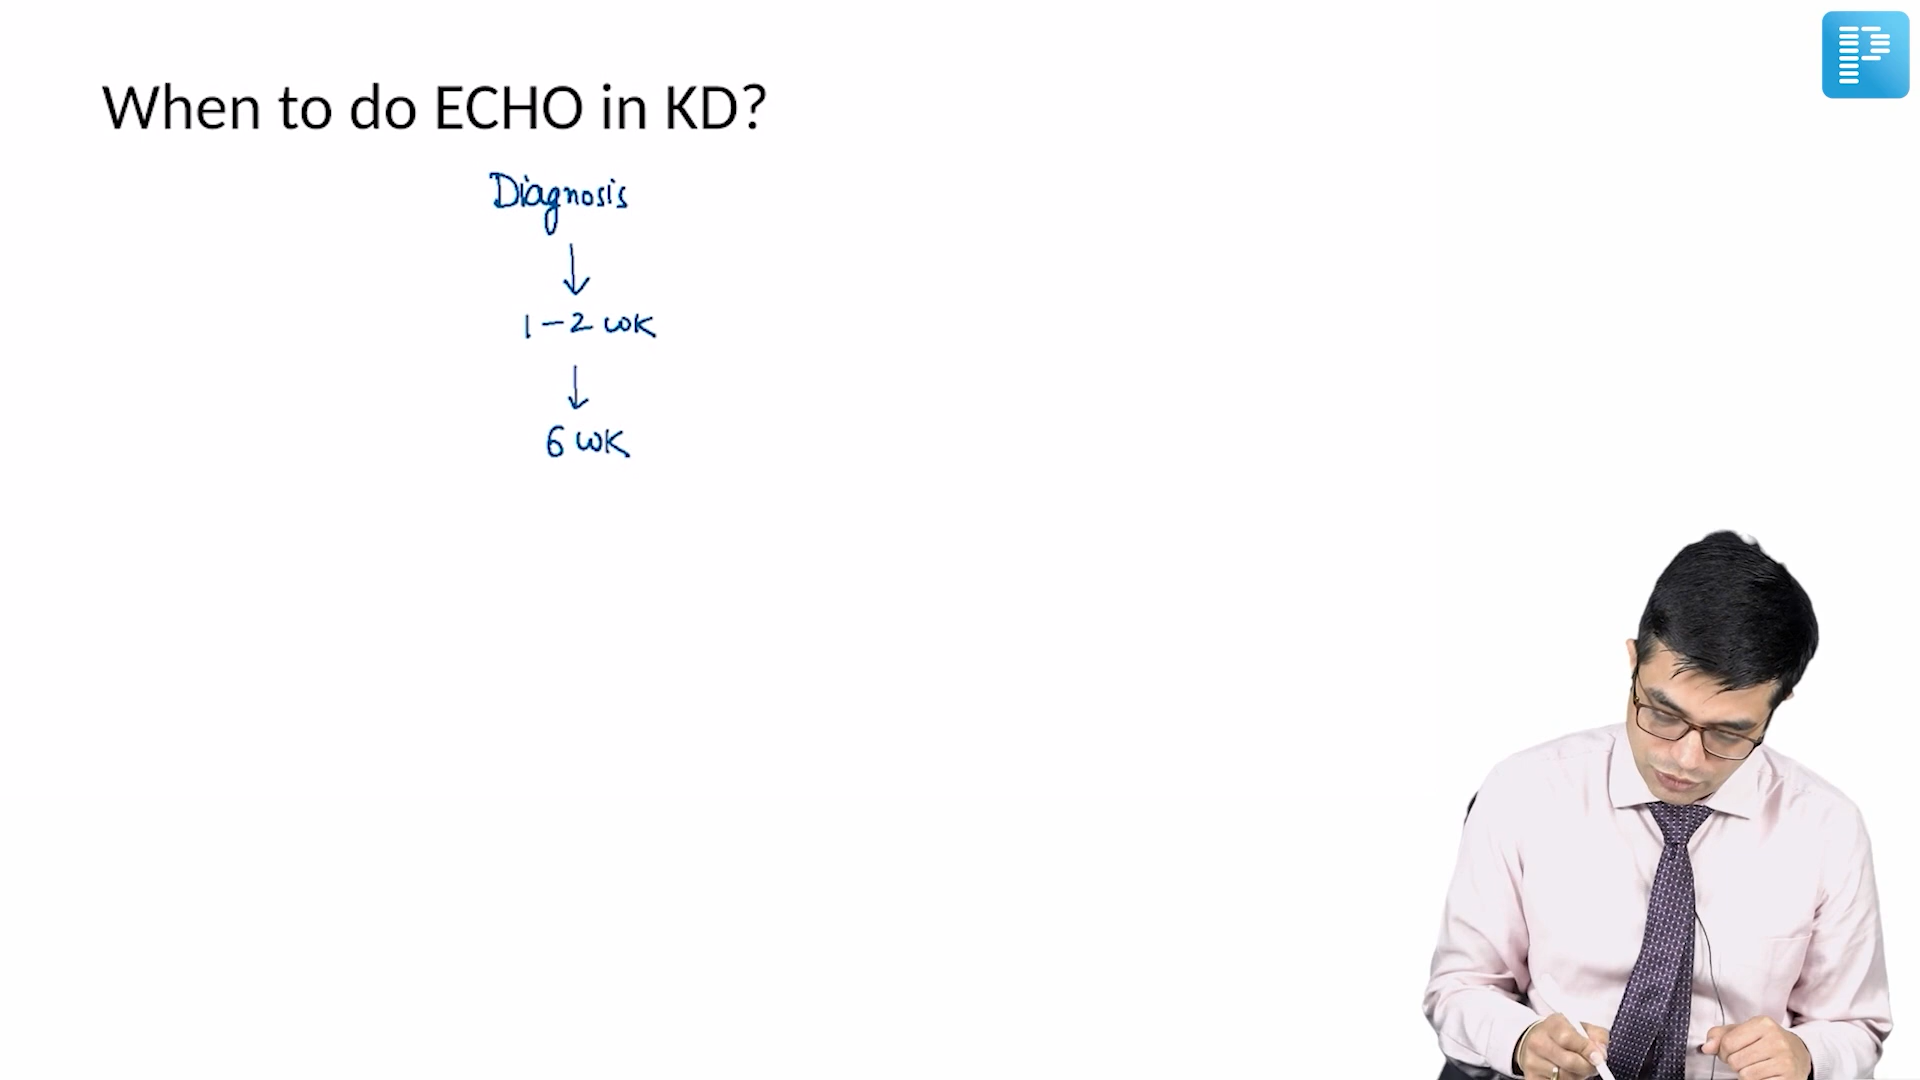 When to do ECHO in KD?
Diagnosis
↓
1-2 wk
↓
6 wk